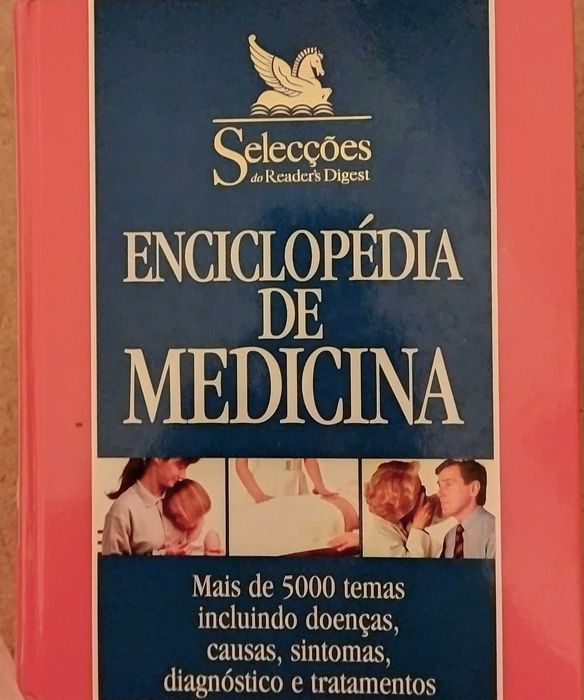 Selecções
do Reader's Digest
ENCICLOPÉDIA
DE
MEDICINA
Mais de 5000 temas
incluindo doenças,
causas, sintomas,
diagnóstico e tratamentos